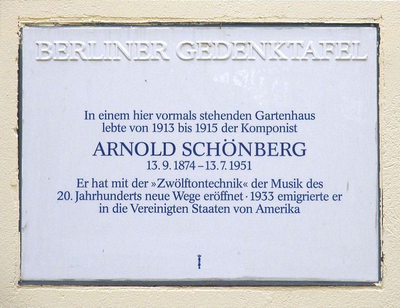 BERLINER GEDENKTAFEL
In einem hier vormals stehenden Gartenhaus
lebte von 1913 bis 1915 der Komponist
ARNOLD SCHÖNBERG
13. 9. 1874 – 13. 7. 1951
Er hat mit der »Zwölftontechnik« der Musik des
20. Jahrhunderts neue Wege eröffnet · 1933 emigrierte er
in die Vereinigten Staaten von Amerika